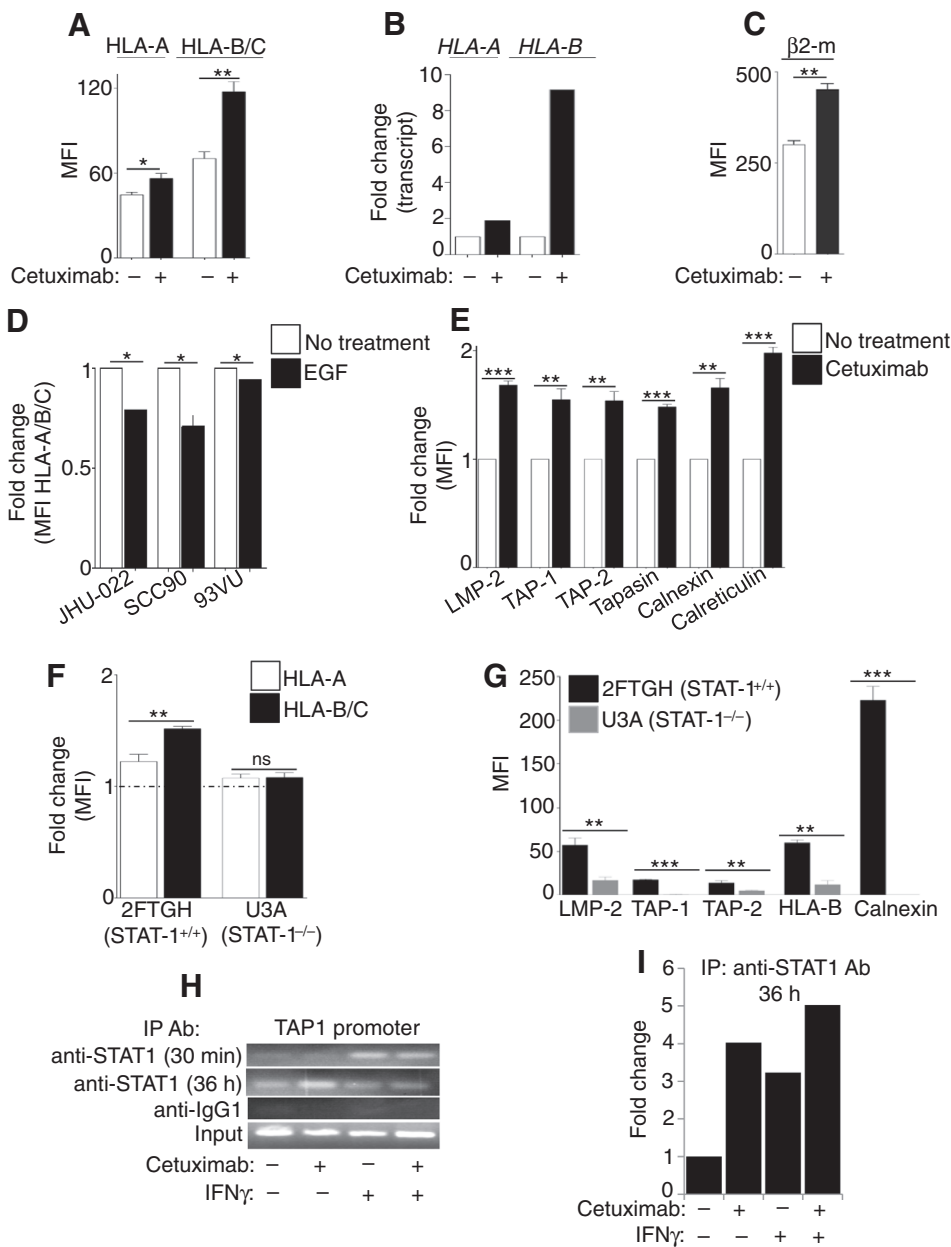 A
HLA-A HLA-B/C
MFI
120
60
0
* **
Cetuximab: – + – +
B
HLA-A HLA-B
Fold change
(transcript)
10
8
6
4
2
0
Cetuximab: – + – +
C
β2-m
MFI
500
250
0
**
Cetuximab: – +
D
No treatment
EGF
Fold change
(MFI HLA-A/B/C)
1
0.5
0
* * *
JHU-022 SCC90 93VU
E
No treatment
Cetuximab
Fold change
(MFI)
2
1
0
*** ** ** *** ** ***
LMP-2 TAP-1 TAP-2 Tapasin Calnexin Calreticulin
F
HLA-A
HLA-B/C
Fold change
(MFI)
2
1
0
** ns
2FTGH U3A
(STAT-1+/+) (STAT-1–/–)
G
2FTGH (STAT-1+/+)
U3A (STAT-1–/–)
MFI
250
200
150
100
50
0
** *** ** ** ***
LMP-2 TAP-1 TAP-2 HLA-B Calnexin
H
IP Ab: TAP1 promoter
anti-STAT1 (30 min)
anti-STAT1 (36 h)
anti-IgG1
Input
Cetuximab: – + – +
IFNγ: – – + +
I
IP: anti-STAT1 Ab
36 h
Fold change
6
5
4
3
2
1
0
Cetuximab: – + – +
IFNγ: – – + +